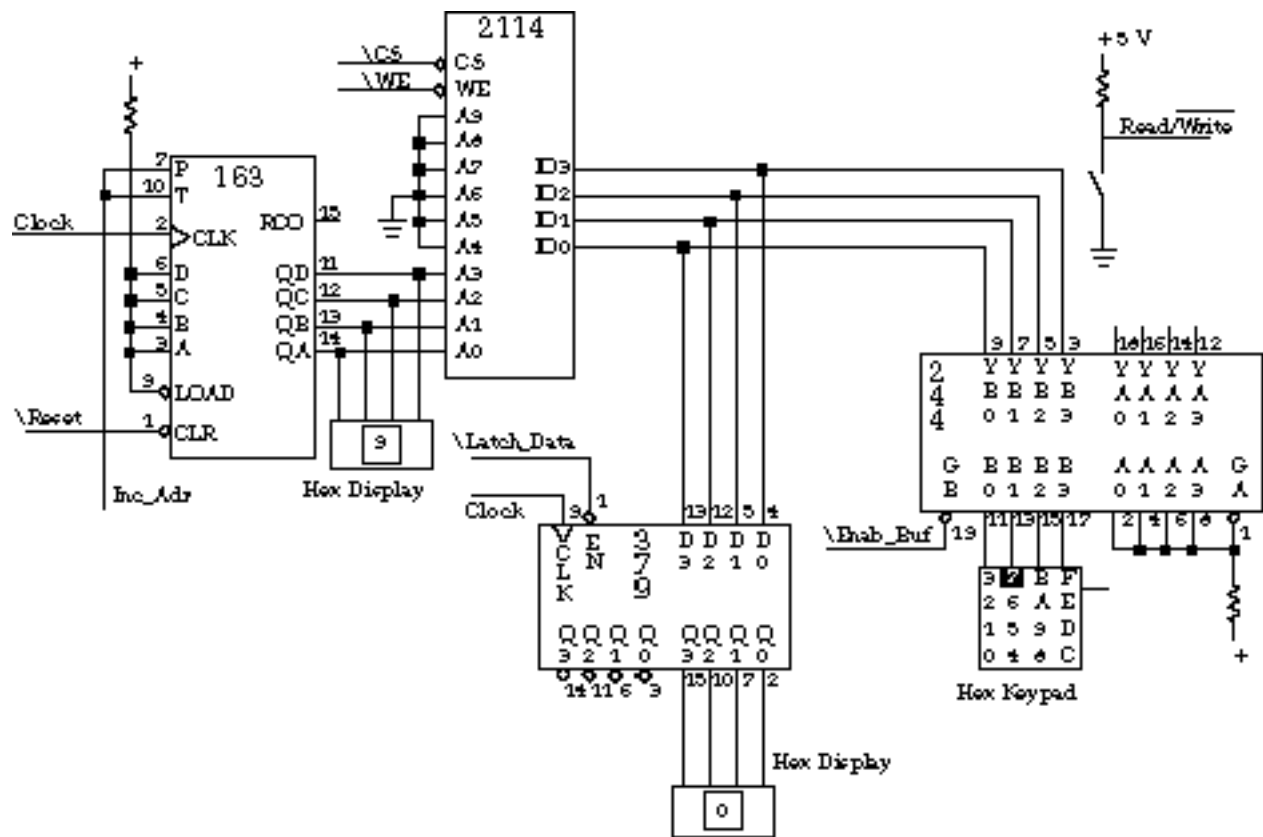 2114
\CS
CS
\WE
WE
A9
A8
A7
A6
A5
A4
A3
A2
A1
A0
ID3
ID2
ID1
ID0
+5 V
Read/Write
+
7 P
10 T
163
Clock
2 CLK
RCO 15
6 D
5 C
4 B
3 A
9 LOAD
\Reset
1 CLR
QD 11
QC 12
QB 13
QA 14
Inc_Adr
9
Hex Display
\Latch_Data
Clock
9 1
13 12 5 4
CLK
EN
379
D3 D2 D1 D0
Q3 Q2 Q1 Q0 Q3 Q2 Q1 Q0
14 11 6 3 15 10 7 2
Hex Display
0
9 7 5 3 18 16 14 12
244
YB0 YB1 YB2 YB3 YA0 YA1 YA2 YA3
GB B0 B1 B2 B3 A0 A1 A2 A3 GA
\Enab_Buf
19 11 13 15 17 2 4 6 8 1
3 7 B F
2 6 A E
1 5 9 D
0 4 8 C
Hex Keypad
+